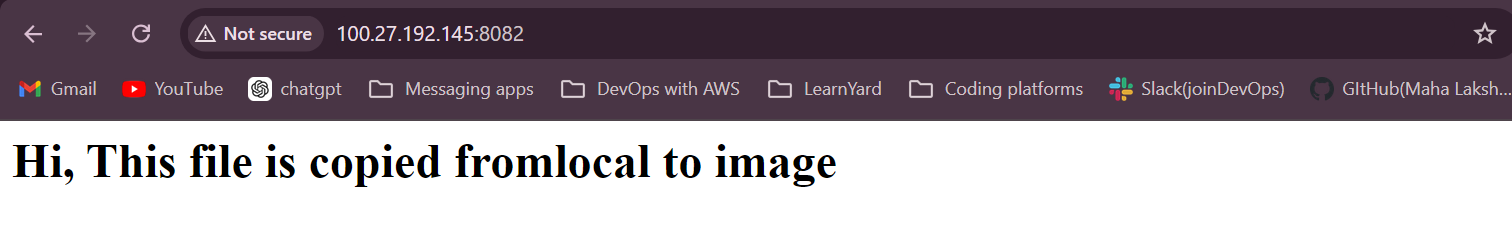 Not secure 100.27.192.145:8082
Gmail YouTube chatgpt Messaging apps DevOps with AWS LearnYard Coding platforms Slack(joinDevOps) GItHub(Maha Laksh...
Hi, This file is copied fromlocal to image